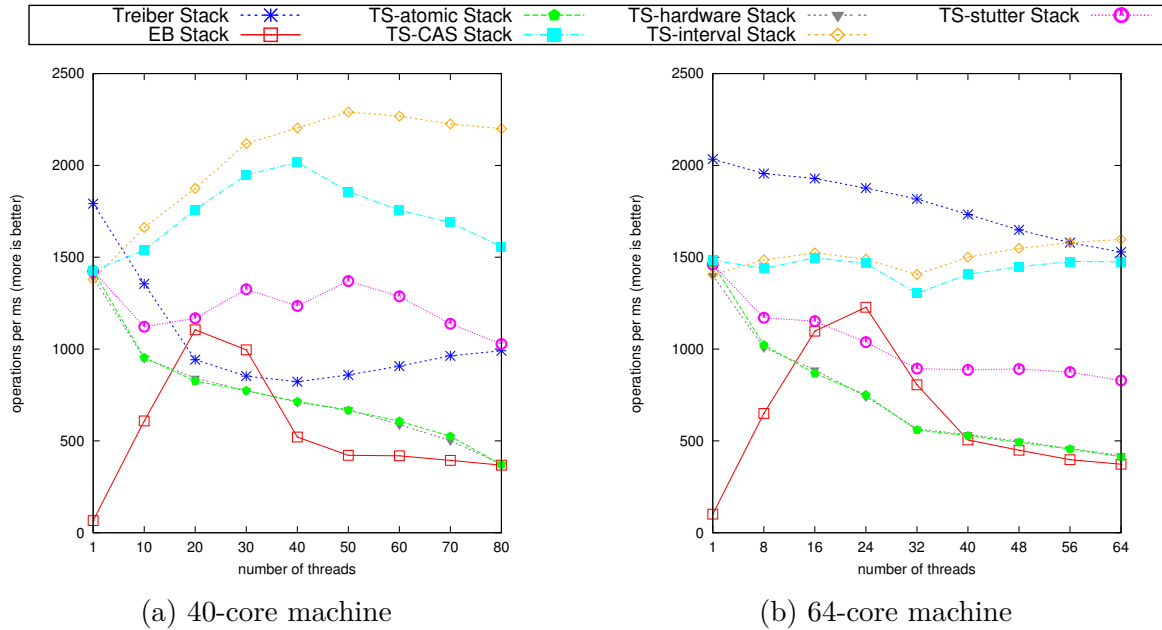 Treiber Stack TS-atomic Stack TS-hardware Stack TS-stutter Stack
EB Stack TS-CAS Stack TS-interval Stack
2500
2000
1500
1000
500
0
operations per ms (more is better)
1 10 20 30 40 50 60 70 80
number of threads
(a) 40-core machine
2500
2000
1500
1000
500
0
operations per ms (more is better)
1 8 16 24 32 40 48 56 64
number of threads
(b) 64-core machine